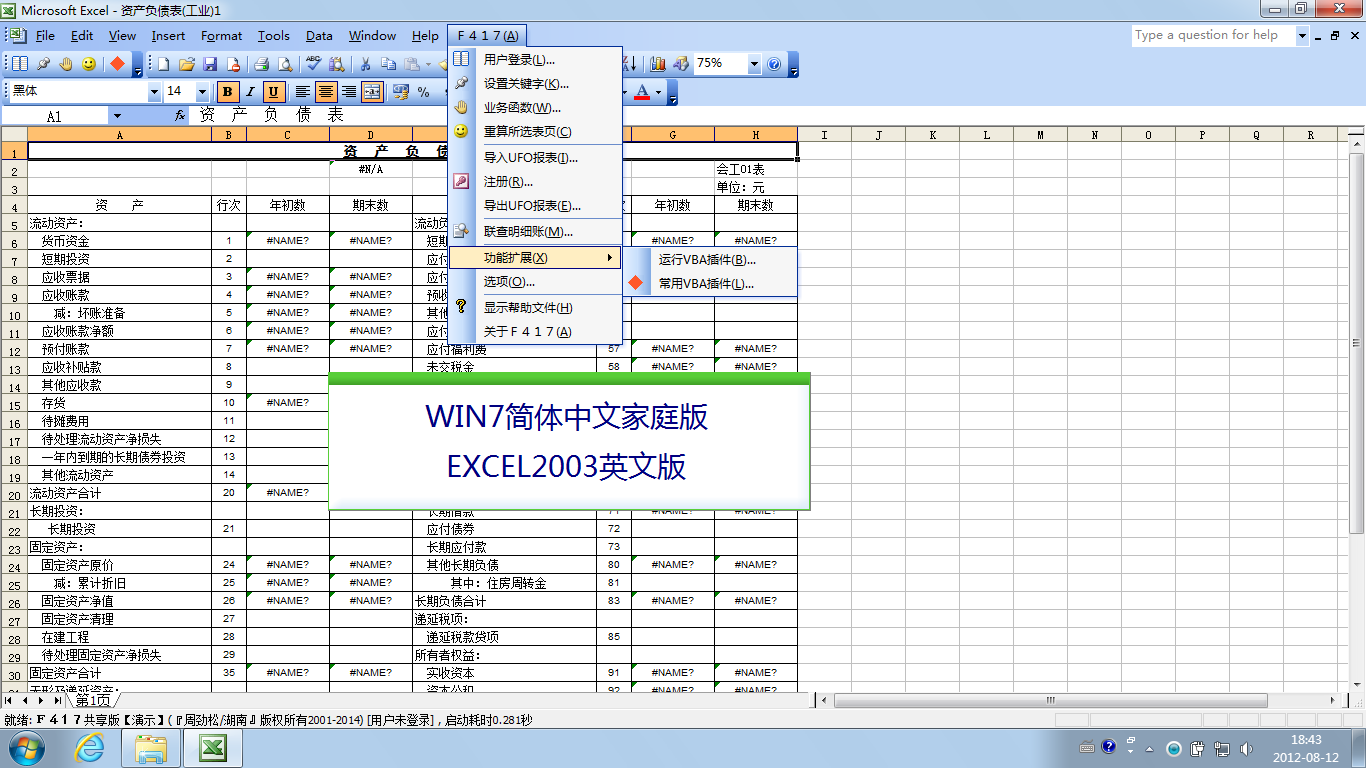 Microsoft Excel - 资产负债表(工业)1
File Edit View Insert Format Tools Data Window Help F417(A) Type a question for help
75%
黑体 14 B I U %
A1 fx 资 产 负 债 表
A B C D G H I J K L M N O P Q R
用户登录(L)...
设置关键字(K)...
业务函数(W)...
重算所选表页(C)
导入UFO报表(I)...
注册(R)...
导出UFO报表(E)...
联查明细账(M)...
功能扩展(X)
选项(O)...
显示帮助文件(H)
关于F417(A)
运行VBA插件(B)...
常用VBA插件(L)...
1 资 产 负 债
2 #N/A 会工01表
3 单位：元
4 资 产 行次 年初数 期末数 年初数 期末数
5 流动资产： 流动负
6 货币资金 1 #NAME? #NAME? 短期 #NAME? #NAME?
7 短期投资 2 应付
8 应收票据 3 #NAME? #NAME? 应付
9 应收账款 4 #NAME? #NAME? 预收
10 减：坏账准备 5 #NAME? #NAME? 其他
11 应收账款净额 6 #NAME? #NAME? 应付
12 预付账款 7 #NAME? #NAME? 应付福利费 57 #NAME? #NAME?
13 应收补贴款 8 未交税金 58 #NAME? #NAME?
14 其他应收款 9
15 存货 10 #NAME?
16 待摊费用 11
17 待处理流动资产净损失 12
18 一年内到期的长期债券投资 13
19 其他流动资产 14
20 流动资产合计 20 #NAME?
21 长期投资： 长期借款 71 #NAME? #NAME?
22 长期投资 21 应付债券 72
23 固定资产： 长期应付款 73
24 固定资产原价 24 #NAME? #NAME? 其他长期负债 80 #NAME? #NAME?
25 减：累计折旧 25 #NAME? #NAME? 其中：住房周转金 81
26 固定资产净值 26 #NAME? #NAME? 长期负债合计 83 #NAME? #NAME?
27 固定资产清理 27 递延税项：
28 在建工程 28 递延税款贷项 85
29 待处理固定资产净损失 29 所有者权益：
30 固定资产合计 35 #NAME? #NAME? 实收资本 91 #NAME? #NAME?
无形及递延资产： 资本公积 92 #NAME? #NAME?
WIN7简体中文家庭版
EXCEL2003英文版
第1页
就绪: F417共享版【演示】(『周劲松/湖南』版权所有2001-2014) [用户未登录] , 启动耗时0.281秒
18:43
2012-08-12